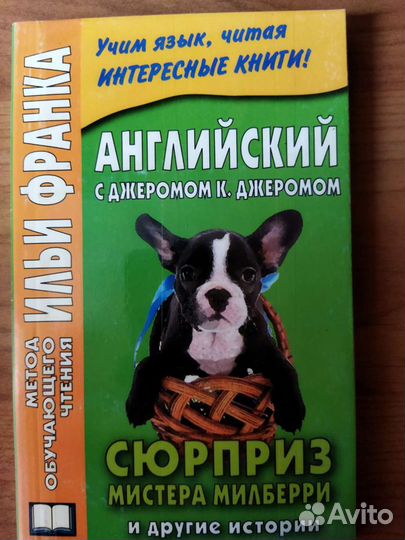 Учим язык, читая
ИНТЕРЕСНЫЕ КНИГИ!
МЕТОД
ОБУЧАЮЩЕГО
ЧТЕНИЯ
ИЛЬИ ФРАНКА
АНГЛИЙСКИЙ
С ДЖЕРОМОМ К. ДЖЕРОМОМ
СЮРПРИЗ
МИСТЕРА МИЛБЕРРИ
и другие истории
Avito